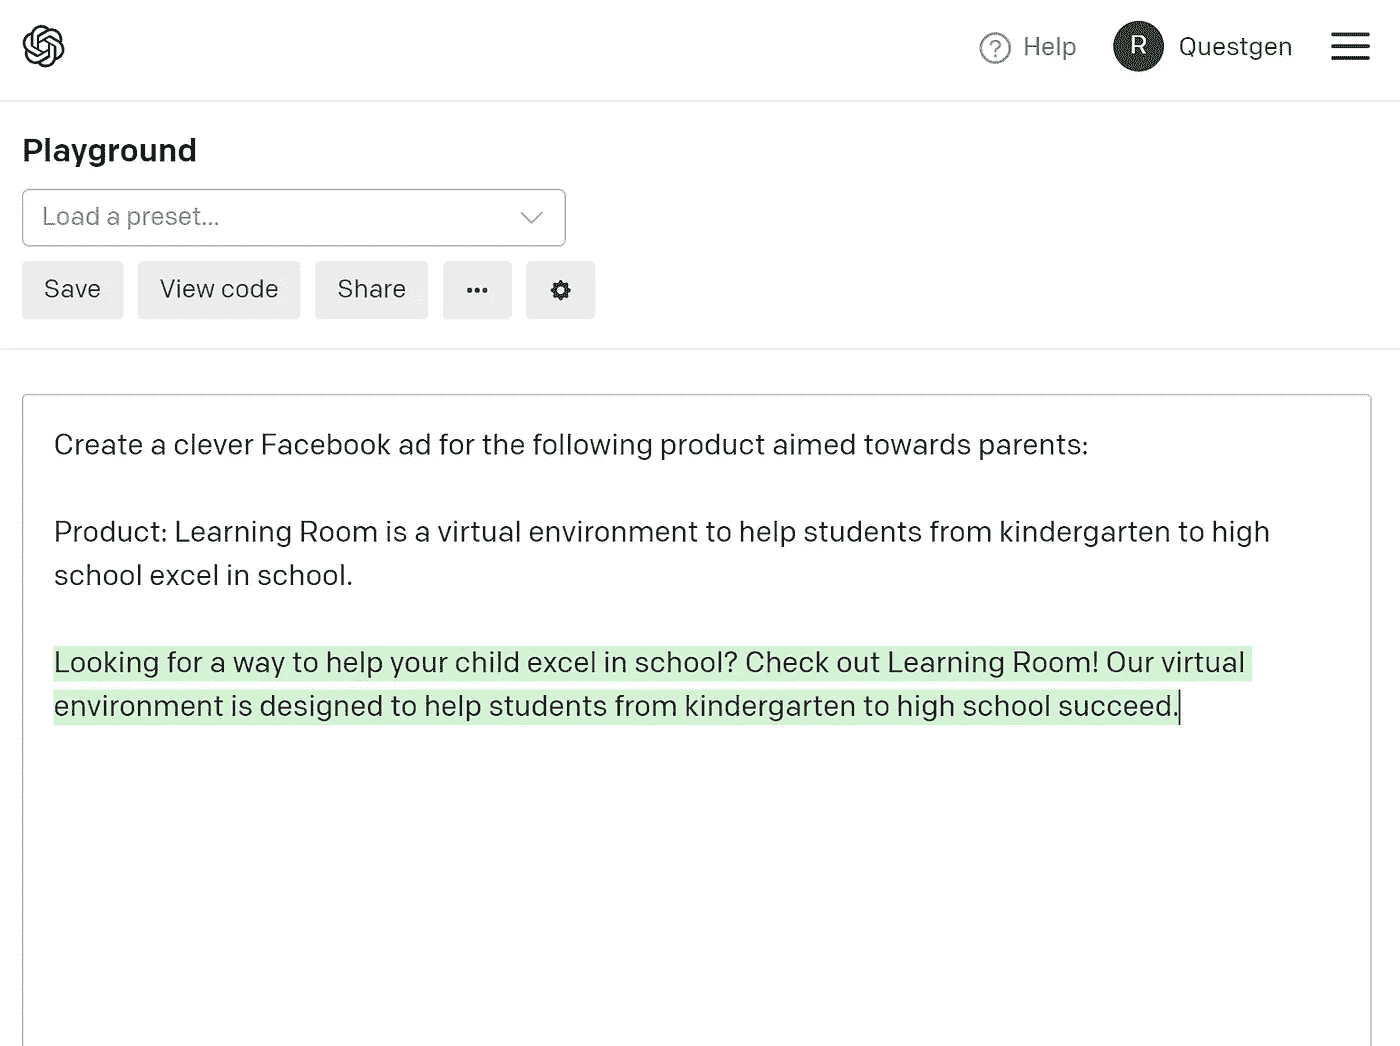 Help
R
Questgen
Playground
Load a preset...
Save
View code
Share
Create a clever Facebook ad for the following product aimed towards parents:
Product: Learning Room is a virtual environment to help students from kindergarten to high
school excel in school.
Looking for a way to help your child excel in school? Check out Learning Room! Our virtual
environment is designed to help students from kindergarten to high school succeed.